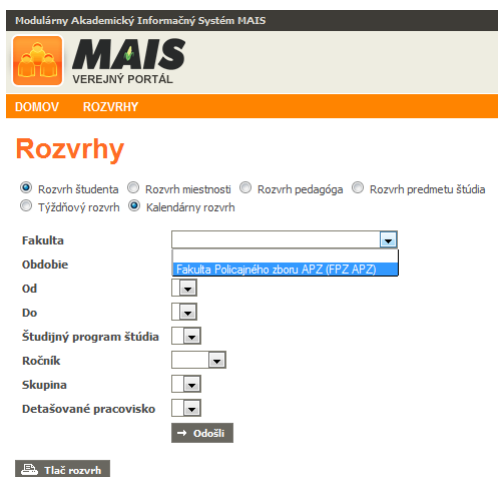 Modulárny Akademický Informačný Systém MAIS
MAIS
VEREJNÝ PORTÁL
DOMOV ROZVRHY
Rozvrhy
Rozvrh študenta Rozvrh miestnosti Rozvrh pedagóga Rozvrh predmetu štúdia
Týždňový rozvrh Kalendárny rozvrh
Fakulta
Obdobie Fakulta Policajného zboru APZ (FPZ APZ)
Od
Do
Študijný program štúdia
Ročník
Skupina
Detašované pracovisko
→ Odošli
Tlač rozvrh